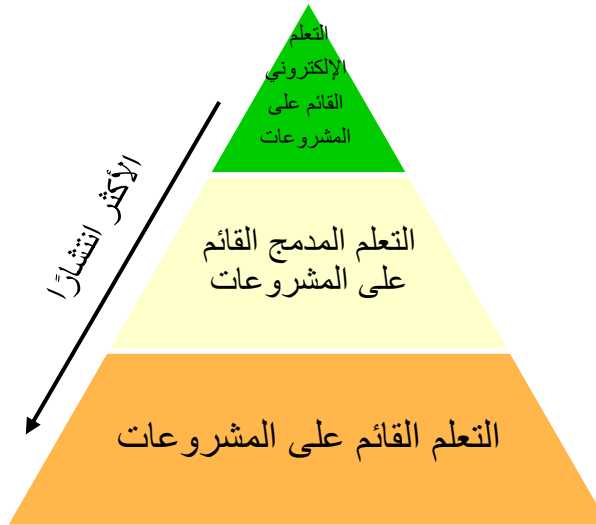 التعلم
الإلكتروني
القائم على
المشروعات
الأكثر انتشارًا
التعلم المدمج القائم
على المشروعات
التعلم القائم على المشروعات